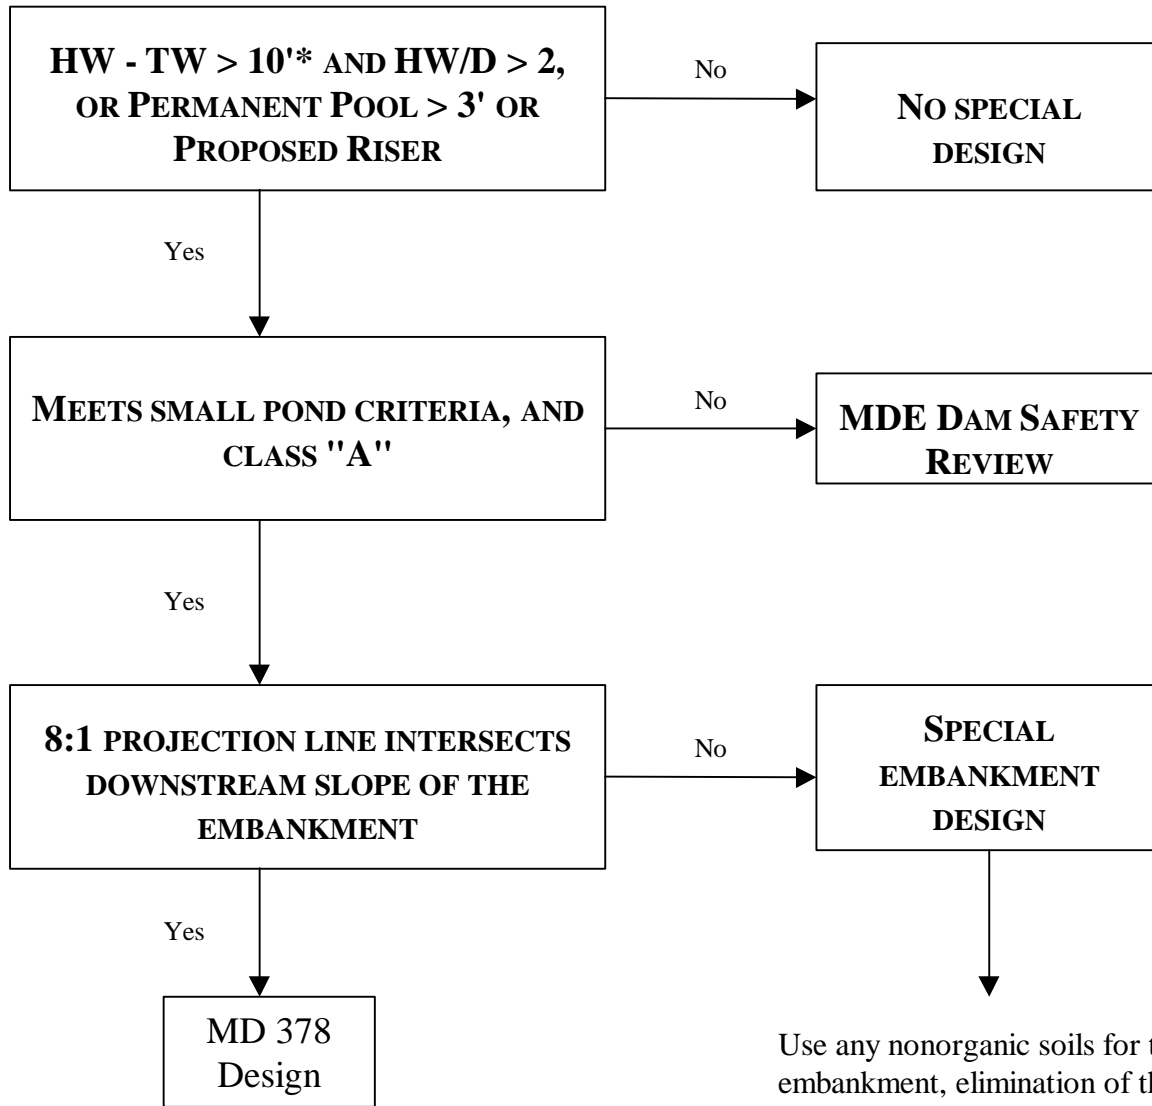 HW - TW > 10'* AND HW/D > 2,
OR PERMANENT POOL > 3' OR
PROPOSED RISER
No
NO SPECIAL
DESIGN
Yes
MEETS SMALL POND CRITERIA, AND
CLASS "A"
No
MDE DAM SAFETY
REVIEW
Yes
8:1 PROJECTION LINE INTERSECTS
DOWNSTREAM SLOPE OF THE
EMBANKMENT
No
SPECIAL
EMBANKMENT
DESIGN
Yes
MD 378
Design
Use any nonorganic soils for
embankment, elimination of